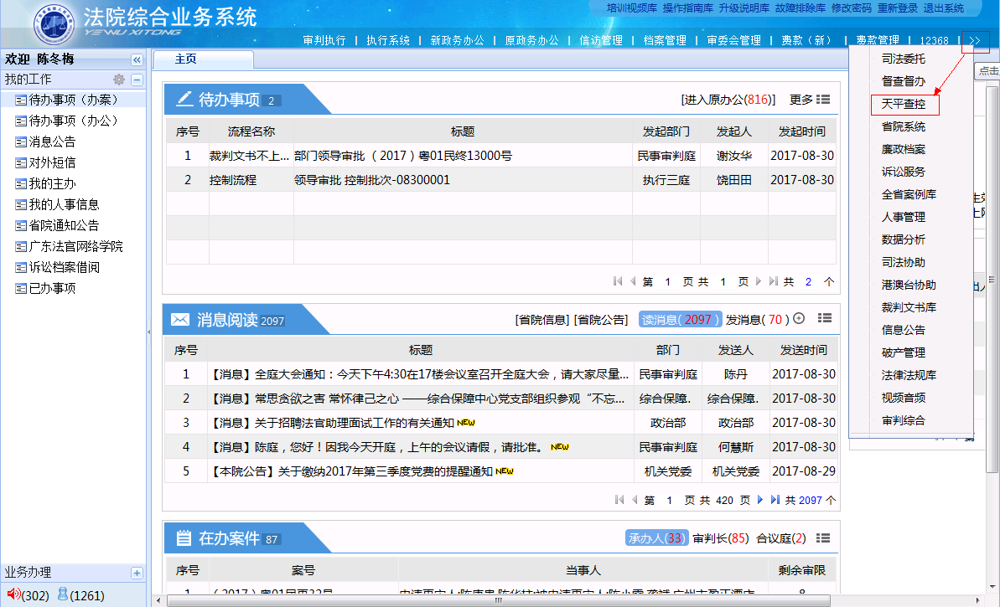 法院综合业务系统
YEWU XITONG
培训视频库 操作指南库 升级说明库 故障排除库 修改密码 重新登录 退出系统
审判执行 | 执行系统 | 新政务办公 | 原政务办公 | 信访管理 | 档案管理 | 审委会管理 | 费款（新） | 费款管理 | 12368 | >>
欢迎 陈冬梅 «
主页
点击
我的工作
待办事项（办案）
待办事项（办公）
消息公告
对外短信
我的主办
我的人事信息
省院通知公告
广东法官网络学院
诉讼档案借阅
已办事项
业务办理
(302) (1261)
待办事项 2
[进入原办公(816)] 更多
序号 流程名称 标题 发起部门 发起人 发起时间
1 裁判文书不上... 部门领导审批 （2017）粤01民终13000号 民事审判庭 谢汝华 2017-08-30
2 控制流程 领导审批 控制批次-08300001 执行三庭 饶田田 2017-08-30
第 1 页 共 1 页 共 2 个
消息阅读 2097
[省院信息] [省院公告] 读消息( 2097 ) 发消息( 70 )
序号 标题 部门 发送人 发送时间
1 【消息】全庭大会通知：今天下午4:30在17楼会议室召开全庭大会，请大家尽量... 民事审判庭 陈丹 2017-08-30
2 【消息】常思贪欲之害 常怀律己之心 ——综合保障中心党支部组织参观“不忘... 综合保障. 综合保障. 2017-08-30
3 【消息】关于招聘法官助理面试工作的有关通知 NEW 政治部 政治部 2017-08-30
4 【消息】陈庭，您好！因我今天开庭，上午的会议请假，请批准。 NEW 民事审判庭 何慧斯 2017-08-30
5 【本院公告】关于缴纳2017年第三季度党费的提醒通知 NEW 机关党委 机关党委 2017-08-29
第 1 页 共 420 页 共 2097 个
在办案件 87
承办人(33) 审判长(85) 合议庭(2)
序号 案号 当事人 剩余审限
司法委托
督查督办
天平查控
省院系统
廉政档案
诉讼服务
全省案例库
人事管理
数据分析
司法协助
港澳台协助
裁判文书库
信息公告
破产管理
法律法规库
视频音频
审判综合